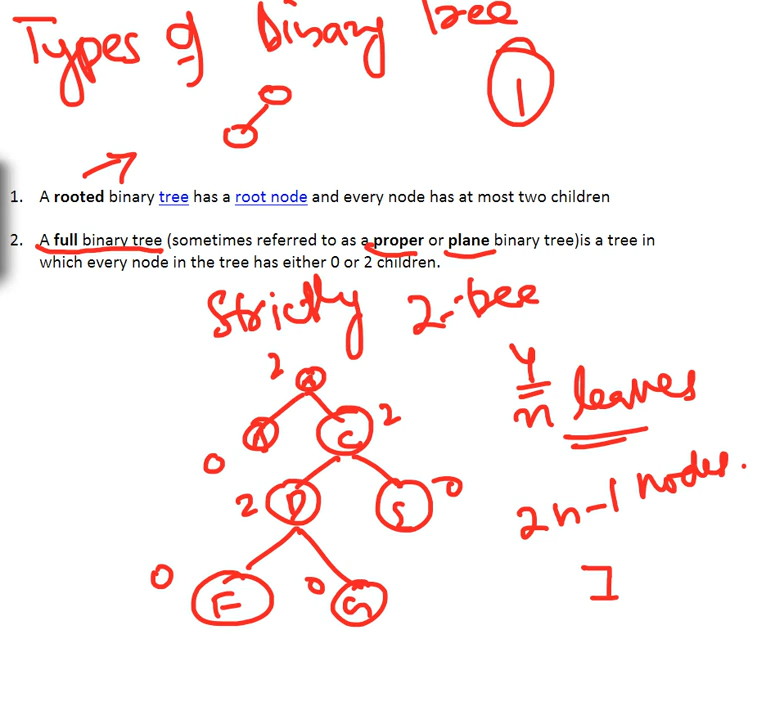 Types of Binary Tree
1
1. A rooted binary tree has a root node and every node has at most two children
2. A full binary tree (sometimes referred to as a proper or plane binary tree)is a tree in
which every node in the tree has either 0 or 2 children.
Strictly 2-tree
2
4
n leaves
2
C
0
2 D
S 0
2n-1 nodes.
0
F
0
G
7